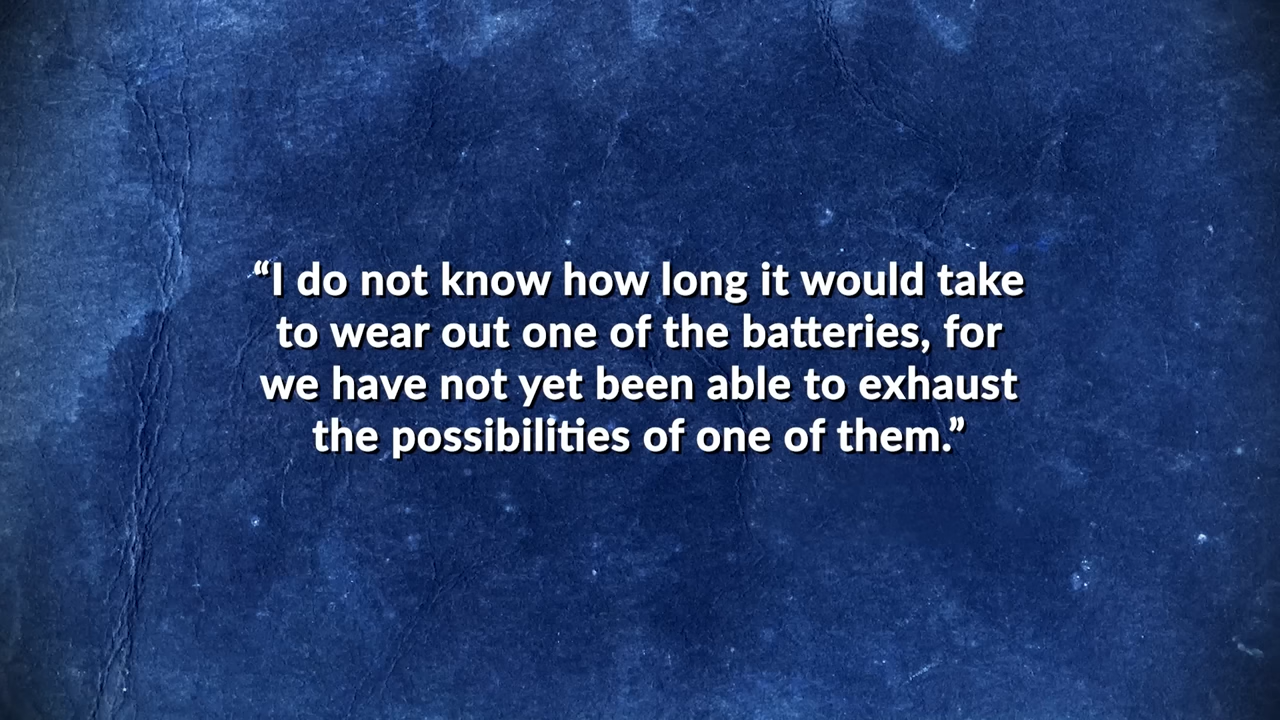 “I do not know how long it would take
to wear out one of the batteries, for
we have not yet been able to exhaust
the possibilities of one of them.”